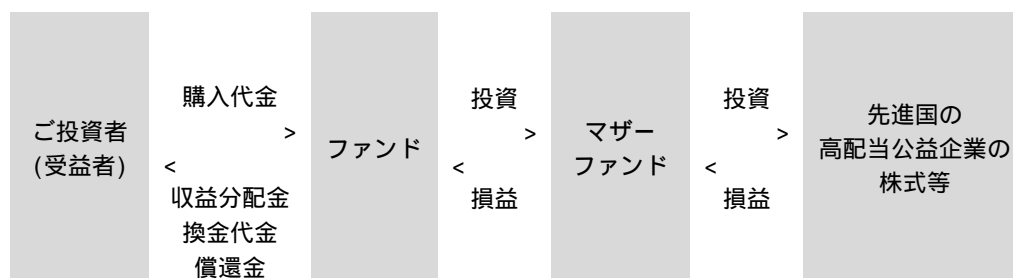 ご投資者
(受益者)
購入代金
>
<
収益分配金
換金代金
償還金
ファンド
投資
>
<
損益
マザー
ファンド
投資
>
<
損益
先進国の
高配当公益企業の
株式等